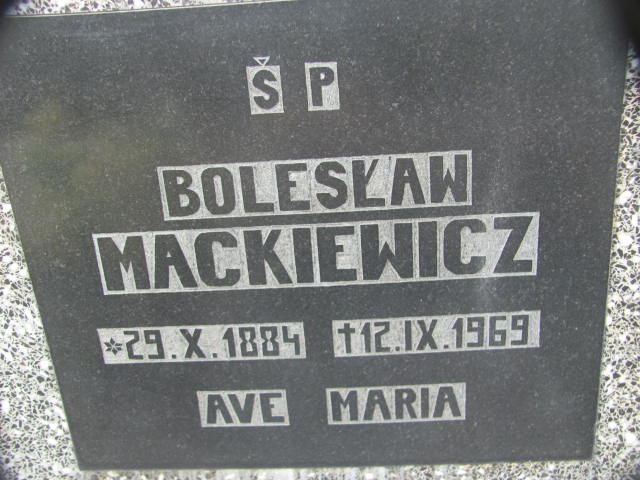 Ś P
BOLESŁAW
MACKIEWICZ
*29.X.1884 †12.IX.1969
AVE MARIA